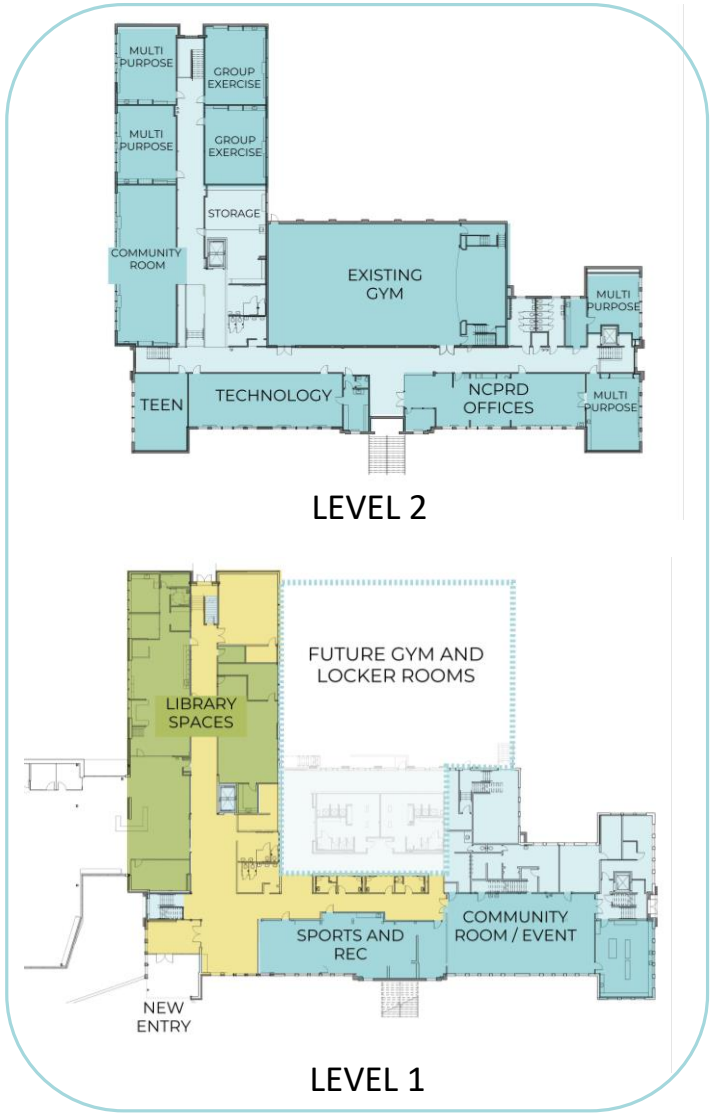 MULTI
PURPOSE
GROUP
EXERCISE
MULTI
PURPOSE
GROUP
EXERCISE
STORAGE
COMMUNITY
ROOM
EXISTING
GYM
MULTI
PURPOSE
TEEN
TECHNOLOGY
NCPRD
OFFICES
MULTI
PURPOSE
LEVEL 2
FUTURE GYM AND
LOCKER ROOMS
LIBRARY
SPACES
SPORTS AND
REC
COMMUNITY
ROOM / EVENT
NEW
ENTRY
LEVEL 1